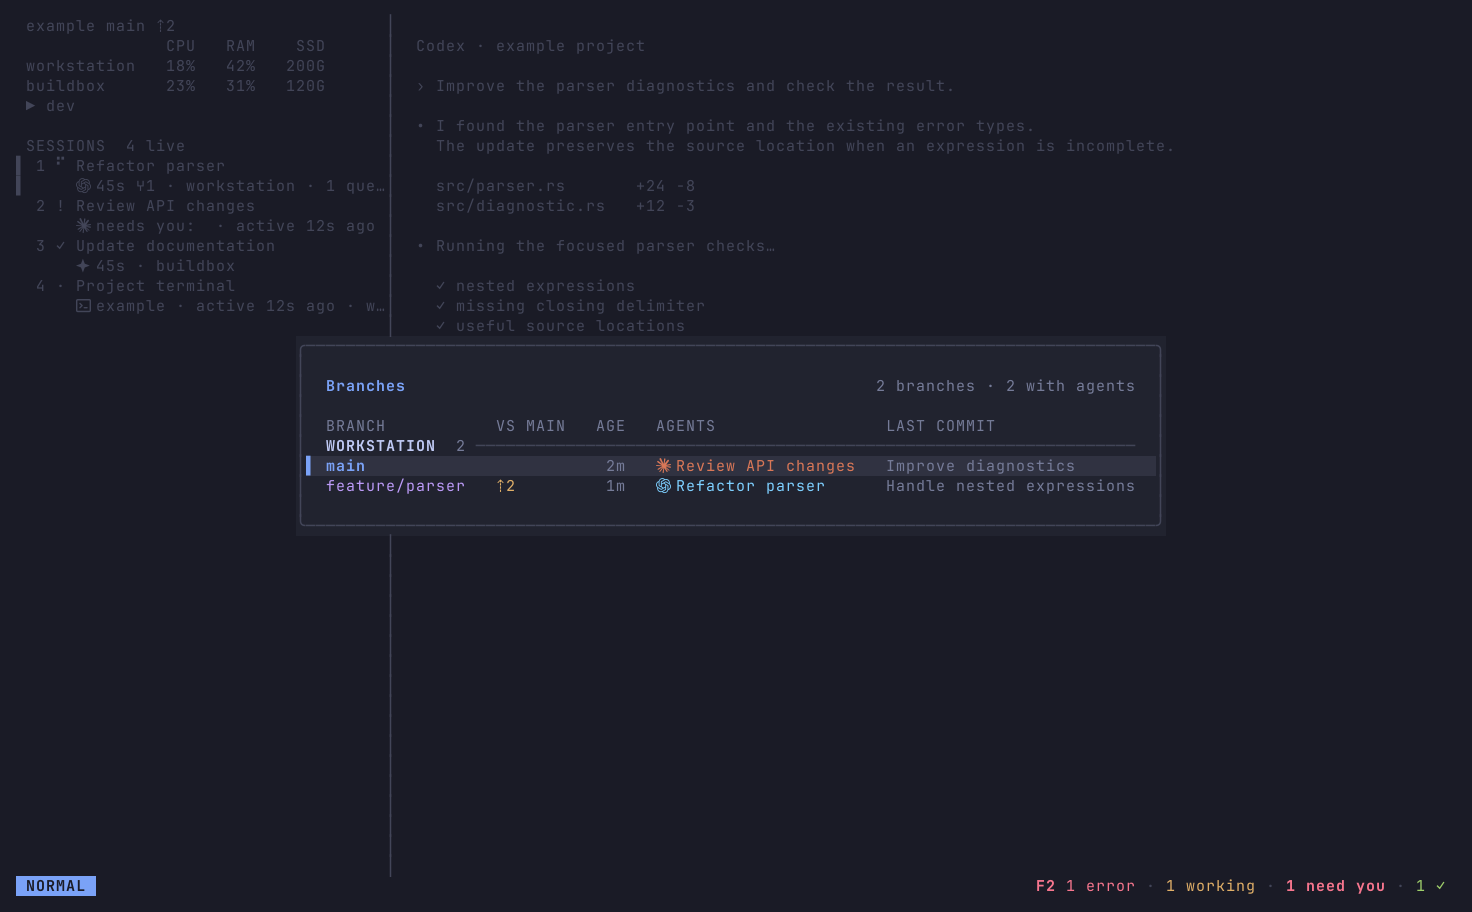 example main ↑2
CPU RAM SSD
workstation 18% 42% 200G
buildbox 23% 31% 120G
▶ dev
SESSIONS 4 live
1 Refactor parser
45s 1 · workstation · 1 que…
2 ! Review API changes
needs you: · active 12s ago
3 ✓ Update documentation
45s · buildbox
4 · Project terminal
example · active 12s ago · w…
Codex · example project
› Improve the parser diagnostics and check the result.
• I found the parser entry point and the existing error types.
The update preserves the source location when an expression is incomplete.
src/parser.rs +24 -8
src/diagnostic.rs +12 -3
• Running the focused parser checks…
✓ nested expressions
✓ missing closing delimiter
✓ useful source locations
Branches 2 branches · 2 with agents
BRANCH VS MAIN AGE AGENTS LAST COMMIT
WORKSTATION 2
main 2m Review API changes Improve diagnostics
feature/parser ↑2 1m Refactor parser Handle nested expressions
NORMAL F2 1 error · 1 working · 1 need you · 1 ✓